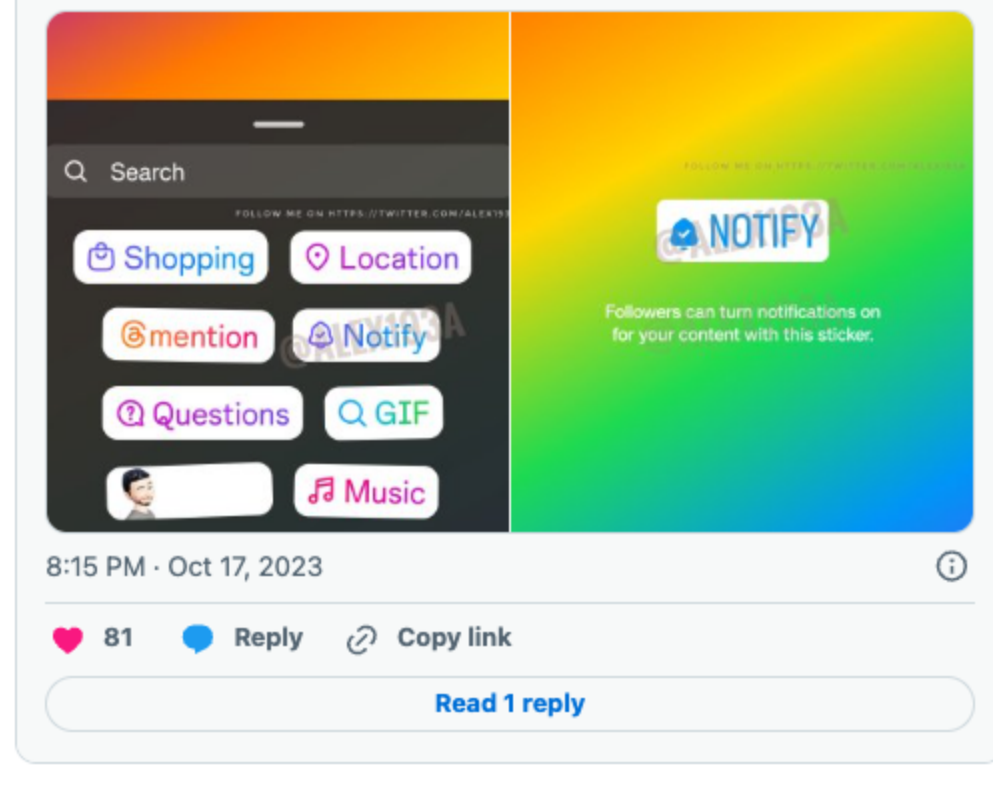 Search
FOLLOW ME ON HTTPS://TWITTER.COM/ALEX193
Shopping
Location
@mention
Notify
@ALEX193A
Questions
GIF
Music
FOLLOW ME ON HTTPS://TWITTER.COM/ALEX193A
NOTIFY
@ALEX193A
Followers can turn notifications on
for your content with this sticker.
8:15 PM · Oct 17, 2023
81 Reply Copy link
Read 1 reply